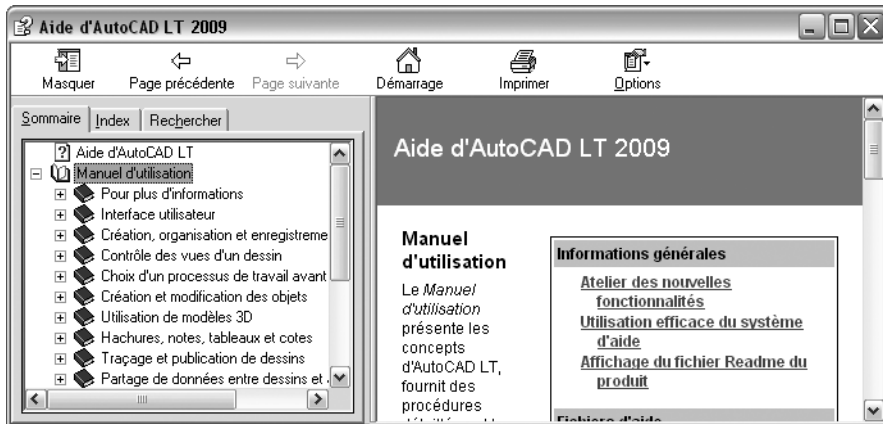 Aide d'AutoCAD LT 2009
Masquer Page précédente Page suivante Démarrage Imprimer Options
Sommaire Index Rechercher
Aide d'AutoCAD LT
Manuel d'utilisation
Pour plus d'informations
Interface utilisateur
Création, organisation et enregistreme
Contrôle des vues d'un dessin
Choix d'un processus de travail avant
Création et modification des objets
Utilisation de modèles 3D
Hachures, notes, tableaux et cotes
Traçage et publication de dessins
Partage de données entre dessins et
Aide d'AutoCAD LT 2009
Manuel
d'utilisation
Le Manuel
d'utilisation
présente les
concepts
d'AutoCAD LT,
fournit des
procédures
Informations générales
Atelier des nouvelles
fonctionnalités
Utilisation efficace du système
d'aide
Affichage du fichier Readme du
produit
Fichiers d'aide